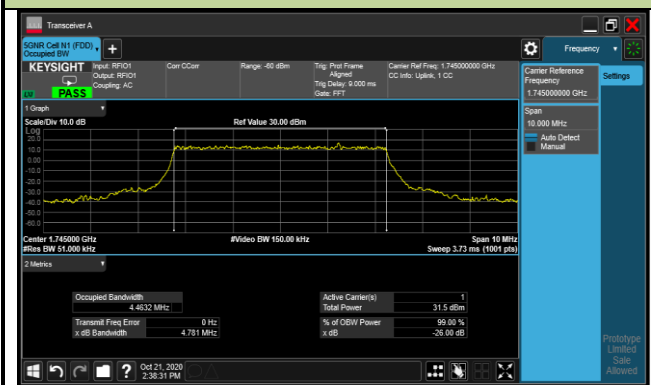 Transceiver A
5GNR Cell N1 (FDD)
Occupied BW
Frequency
KEYSIGHT
PASS
Input: RFIO1
Output: RFIO1
Coupling: AC
Corr CCorr
Range: -60 dBm
Trig: Prot Frame
Aligned
Trig Delay: 9.000 ms
Gate: FFT
Carrier Ref Freq: 1.745000000 GHz
CC Info: Uplink, 1 CC
Carrier Reference
Frequency
1.745000000 GHz
Settings
Span
10.000 MHz
Auto Detect
Manual
1 Graph
Scale/Div 10.0 dB
Ref Value 30.00 dBm
Log
20.0
10.0
0.00
-10.0
-20.0
-30.0
-40.0
-50.0
-60.0
Center 1.745000 GHz
#Video BW 150.00 kHz
Span 10 MHz
#Res BW 51.000 kHz
Sweep 3.73 ms (1001 pts)
2 Metrics
Occupied Bandwidth
4.4632 MHz
Active Carrier(s) 1
Total Power 31.5 dBm
Transmit Freq Error 0 Hz
x dB Bandwidth 4.781 MHz
% of OBW Power 99.00 %
x dB -26.00 dB
Prototype
Limited
Sale
Allowed
Oct 21, 2020
2:38:31 PM